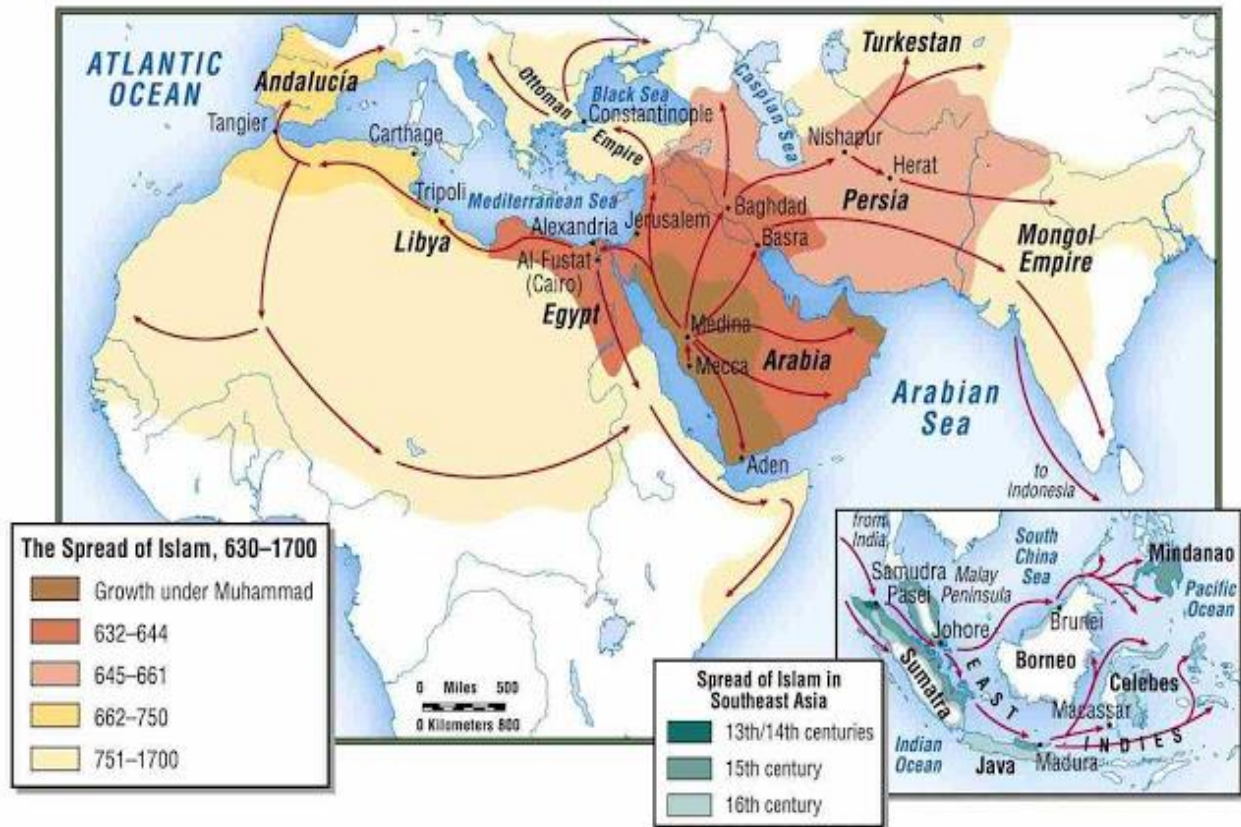 ATLANTIC
OCEAN
Andalucía
Tangier
Carthage
Tripoli
Mediterranean Sea
Libya
Alexandria
Al-Fustat
(Cairo)
Egypt
Jerusalem
Ottoman
Empire
Black Sea
Constantinople
Caspian Sea
Turkestan
Nishapur
Herat
Persia
Baghdad
Basra
Mongol
Empire
Medina
Mecca
Arabia
Aden
Arabian
Sea
to
Indonesia
0 Miles 500
0 Kilometers 800
The Spread of Islam, 630–1700
Growth under Muhammad
632–644
645–661
662–750
751–1700
Spread of Islam in
Southeast Asia
13th/14th centuries
15th century
16th century
from
India
Samudra
Pasei
Malay
Peninsula
South
China
Sea
Mindanao
Pacific
Ocean
Johore
Brunei
Borneo
Sumatra
EAST
INDIES
Celebes
Macassar
Indian
Ocean
Java
Madura